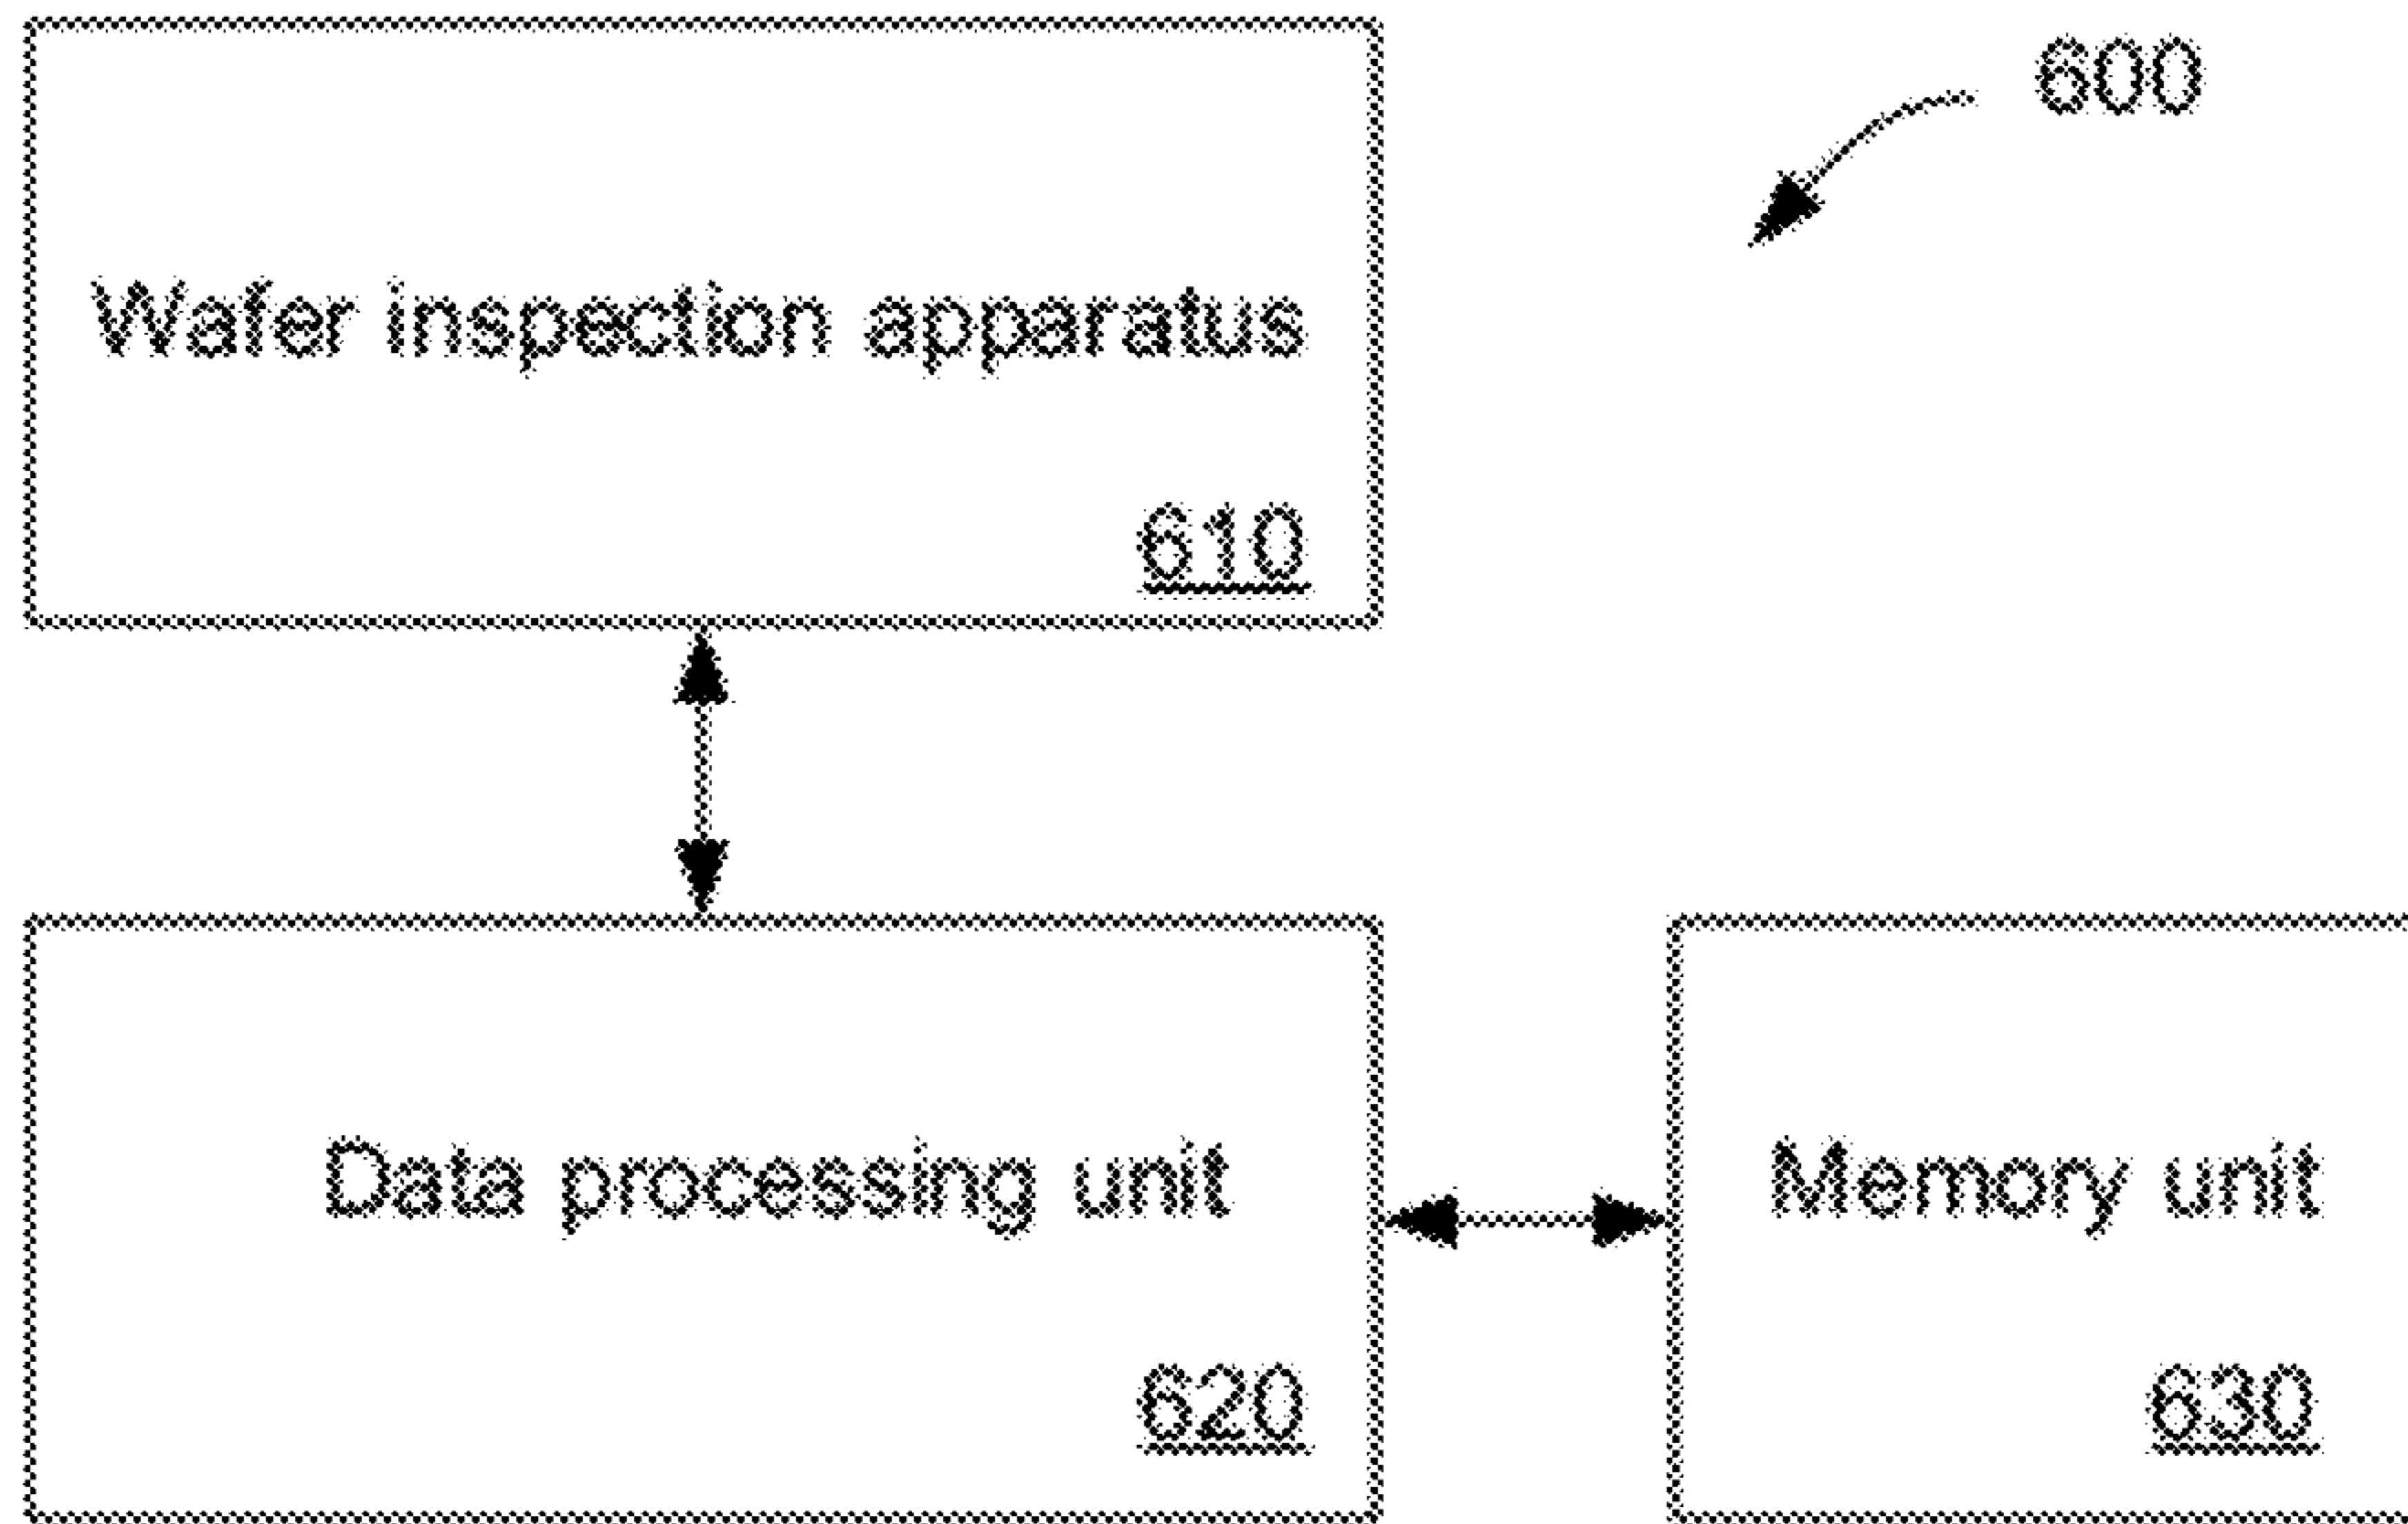 600
Wafer inspection apparatus
610
Data processing unit
620
Memory unit
630